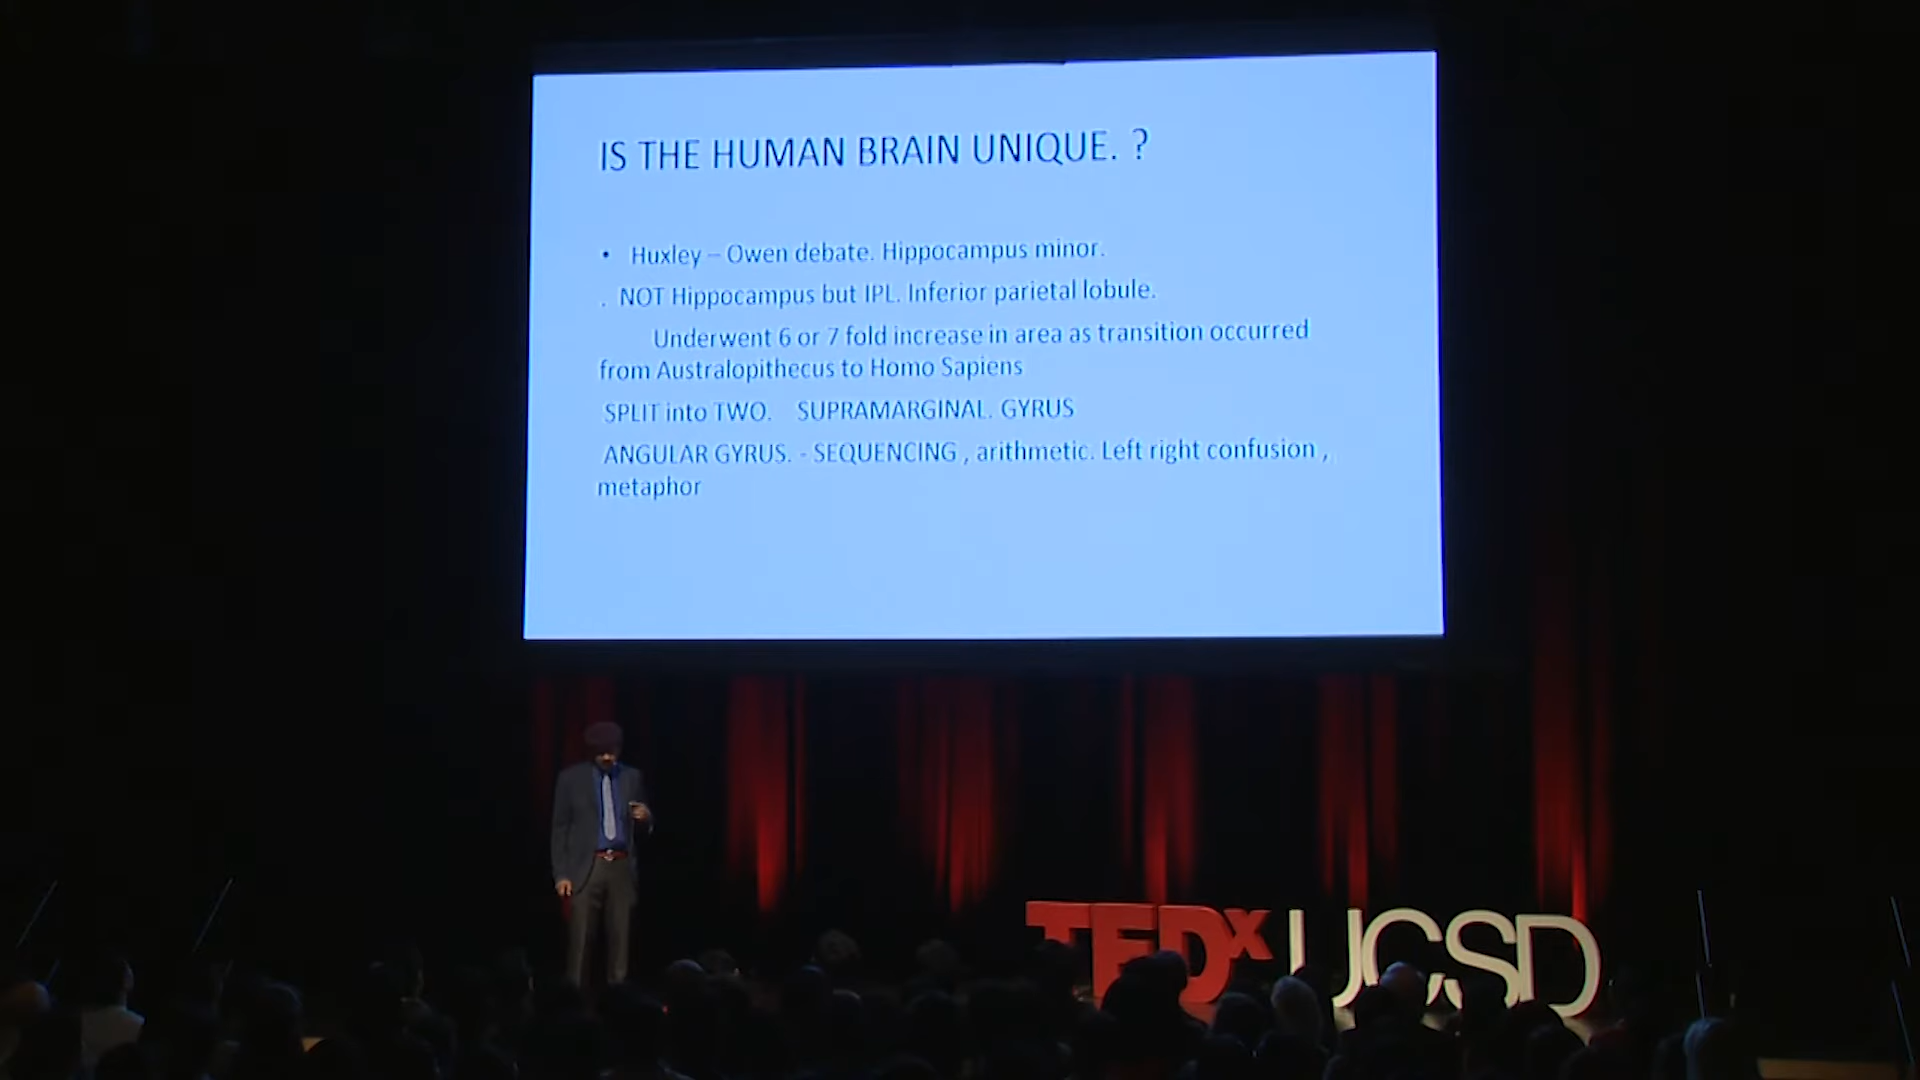 IS THE HUMAN BRAIN UNIQUE. ?
• Huxley – Owen debate. Hippocampus minor.
. NOT Hippocampus but IPL. Inferior parietal lobule.
Underwent 6 or 7 fold increase in area as transition occurred
from Australopithecus to Homo Sapiens
SPLIT into TWO. SUPRAMARGINAL. GYRUS
ANGULAR GYRUS. - SEQUENCING , arithmetic. Left right confusion ,
metaphor
TEDx UCSD